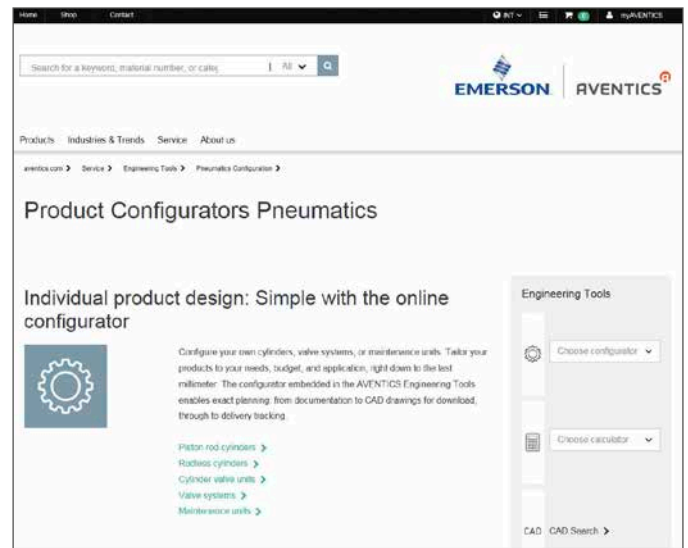 Home Shop Contact INT 0 myAVENTICS
Search for a keyword, material number, or categ All
EMERSON AVENTICS
Products Industries & Trends Service About us
aventics.com Service Engineering Tools Pneumatics Configuration
Product Configurators Pneumatics
Individual product design: Simple with the online
configurator
Configure your own cylinders, valve systems, or maintenance units. Tailor your
products to your needs, budget, and application, right down to the last
millimeter. The configurator embedded in the AVENTICS Engineering Tools
enables exact planning: from documentation to CAD drawings for download,
through to delivery tracking.
Piston rod cylinders
Rodless cylinders
Cylinder valve units
Valve systems
Maintenance units
Engineering Tools
Choose configurator
Choose calculator
CAD CAD Search